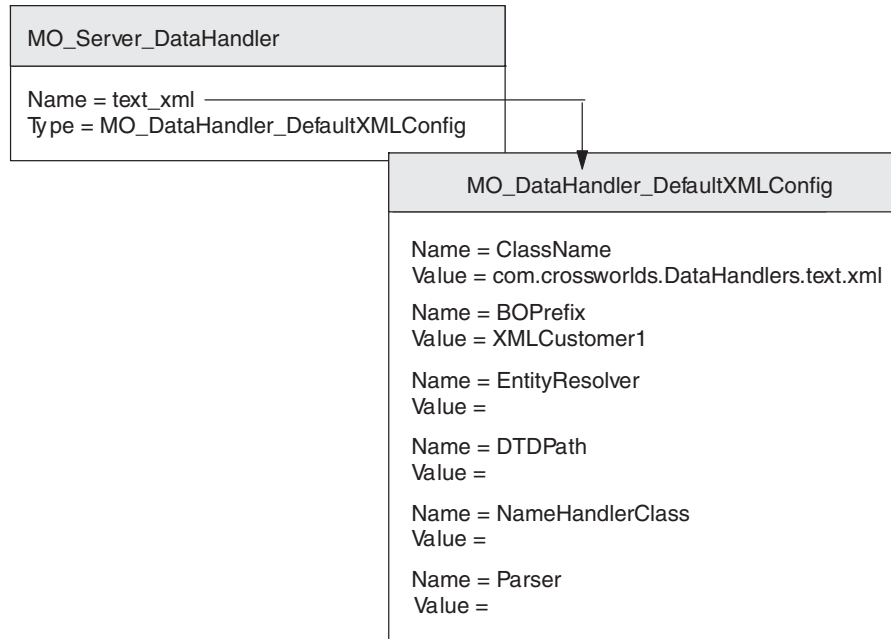 MO_Server_DataHandler
Name = text_xml
Type = MO_DataHandler_DefaultXMLConfig
MO_DataHandler_DefaultXMLConfig
Name = ClassName
Value = com.crossworlds.DataHandlers.text.xml
Name = BOPrefix
Value = XMLCustomer1
Name = EntityResolver
Value =
Name = DTDPath
Value =
Name = NameHandlerClass
Value =
Name = Parser
Value =